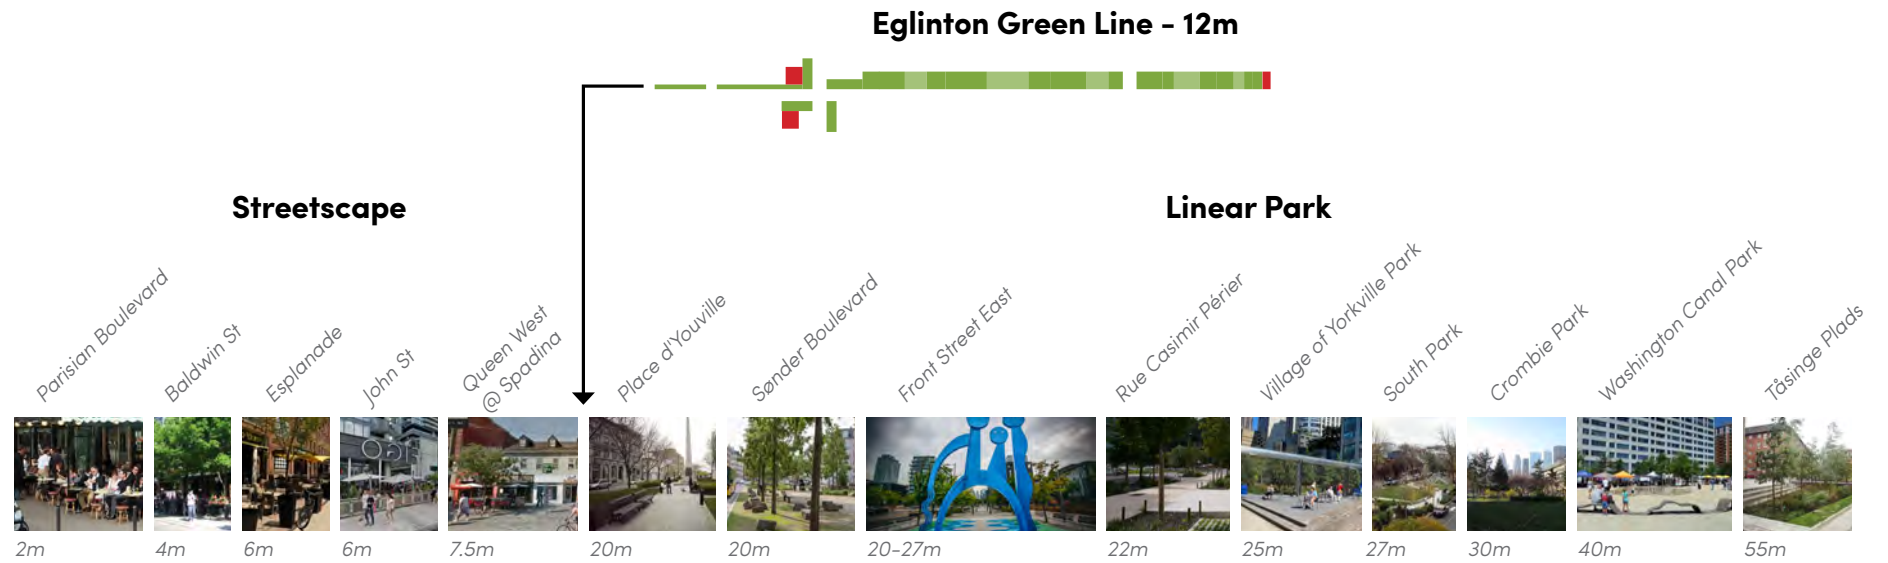 Eglinton Green Line - 12m
Streetscape
Linear Park
Parisian Boulevard
Baldwin St
Esplanade
John St
Queen West
@ Spadina
Place d'Youville
Sønder Boulevard
Front Street East
Rue Casimir Périer
Village of Yorkville Park
South Park
Crombie Park
Washington Canal Park
Tåsinge Plads
2m
4m
6m
6m
7.5m
20m
20m
20-27m
22m
25m
27m
30m
40m
55m